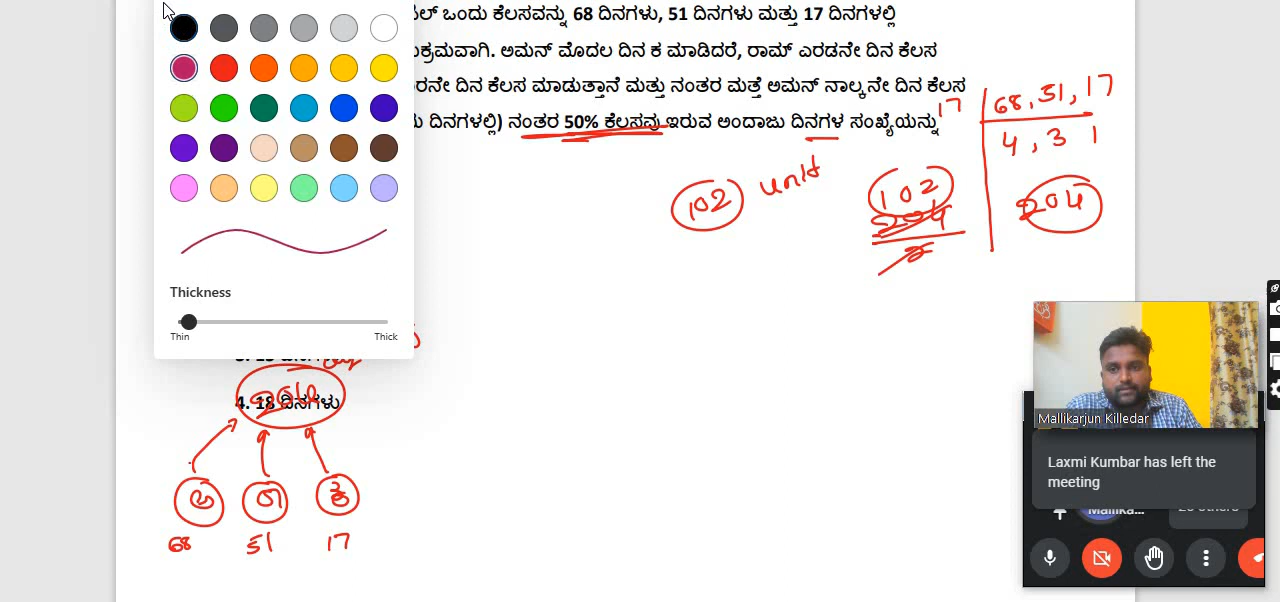 ಲ್ ಒಂದು ಕೆಲಸವನ್ನು 68 ದಿನಗಳು, 51 ದಿನಗಳು ಮತ್ತು 17 ದಿನಗಳಲ್ಲಿ
ಕ್ರಮವಾಗಿ. ಅಮನ್ ಮೊದಲ ದಿನ ಕ ಮಾಡಿದರೆ, ರಾಮ್ ಎರಡನೇ ದಿನ ಕೆಲಸ
ರನೇ ದಿನ ಕೆಲಸ ಮಾಡುತ್ತಾನೆ ಮತ್ತು ನಂತರ ಮತ್ತೆ ಅಮನ್ ನಾಲ್ಕನೇ ದಿನ ಕೆಲಸ
ದಿನಗಳಲ್ಲಿ) ನಂತರ 50% ಕೆಲಸವು ಇರುವ ಅಂದಾಜು ದಿನಗಳ ಸಂಖ್ಯೆಯನ್ನು
17 68, 51, 17
4, 3 1
102 unit 102 204
204
2
Thickness
Thin Thick
204
4. 18 ದಿನಗಳು
68 51 17
Mallikarjun Killedar
Laxmi Kumbar has left the
meeting
Mallika...